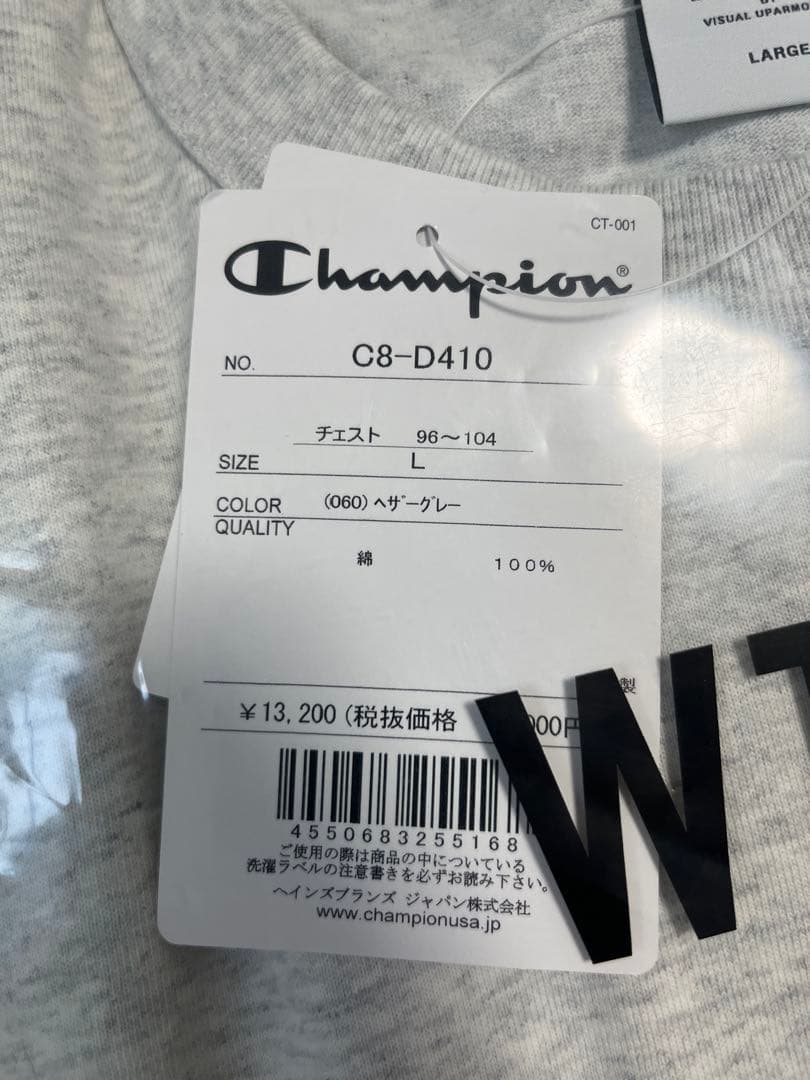 VISUAL UPARMO
LARGE
CT-001
Champion®
NO. C8-D410
チェスト 96〜104
SIZE L
COLOR (060) ヘザーグレー
QUALITY
綿 100%
製
¥13,200 (税抜価格 000円
4550683255168
ご使用の際は商品の中についている
洗濯ラベルの注意書きを必ずお読み下さい。
ヘインズブランズ ジャパン株式会社
www.championusa.jp
WT